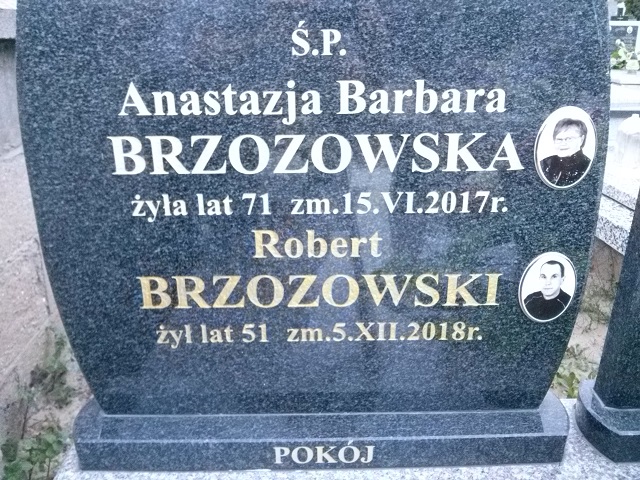 Ś.P.
Anastazja Barbara
BRZOZOWSKA
żyła lat 71 zm.15.VI.2017r.
Robert
BRZOZOWSKI
żył lat 51 zm.5.XII.2018r.
POKÓJ